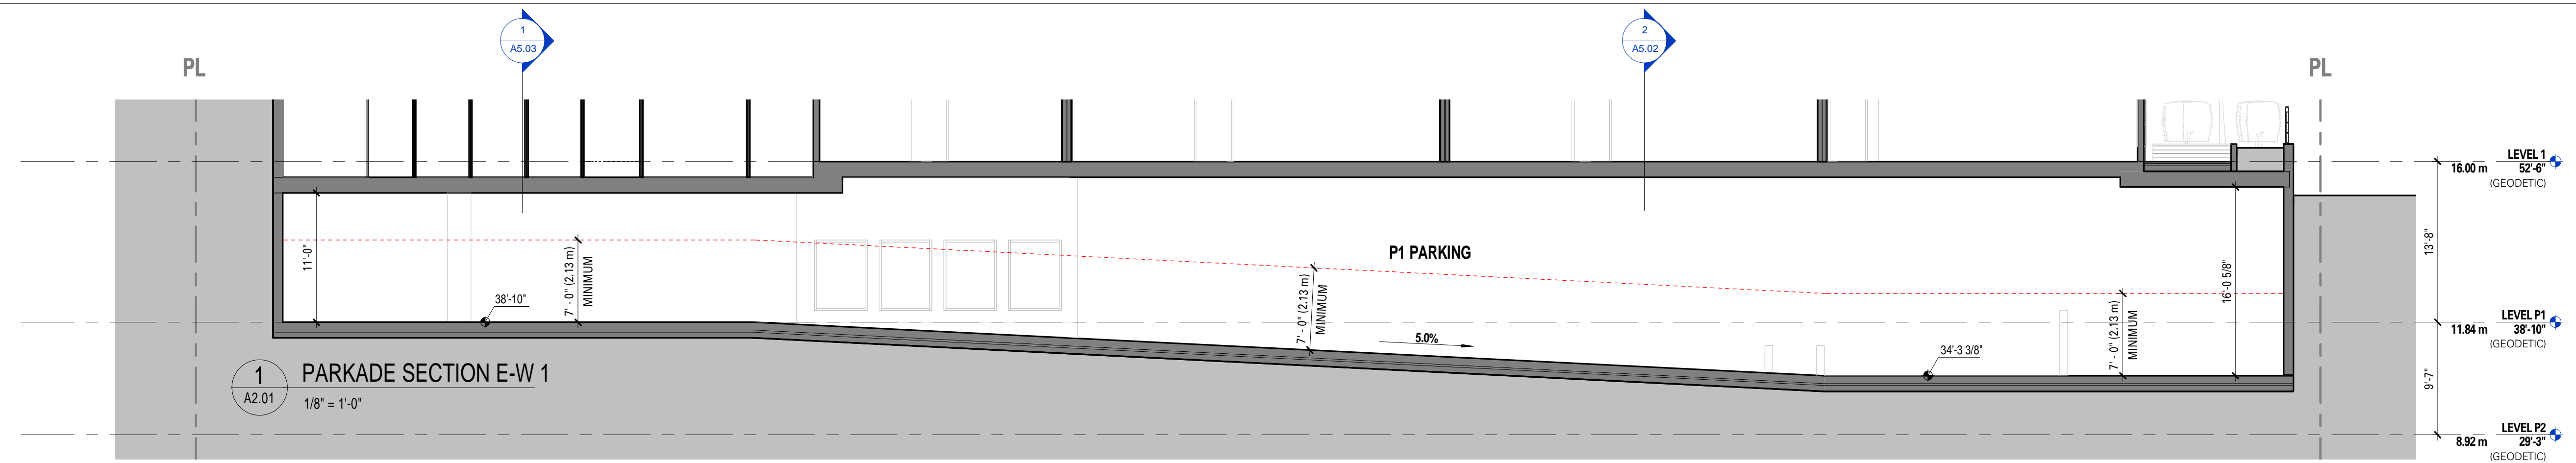 1
A5.03
2
A5.02
PL
PL
LEVEL 1
16.00 m 52'-6"
(GEODETIC)
11'-0"
38'-10"
7' - 0" (2.13 m)
MINIMUM
P1 PARKING
7' - 0" (2.13 m)
MINIMUM
5.0%
34'-3 3/8"
7' - 0" (2.13 m)
MINIMUM
16'-0 5/8"
13'-8"
LEVEL P1
11.84 m 38'-10"
(GEODETIC)
9'-7"
LEVEL P2
8.92 m 29'-3"
(GEODETIC)
1
A2.01
PARKADE SECTION E-W 1
1/8" = 1'-0"